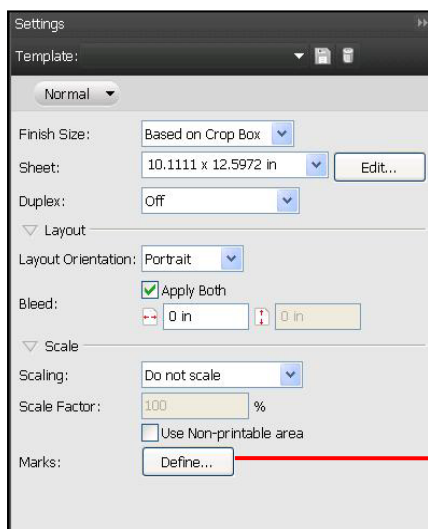 Settings
Template:
Normal
Finish Size: Based on Crop Box
Sheet: 10.1111 x 12.5972 in Edit...
Duplex: Off
Layout
Layout Orientation: Portrait
Apply Both
Bleed: 0 in 0 in
Scale
Scaling: Do not scale
Scale Factor: 100 %
Use Non-printable area
Marks: Define...